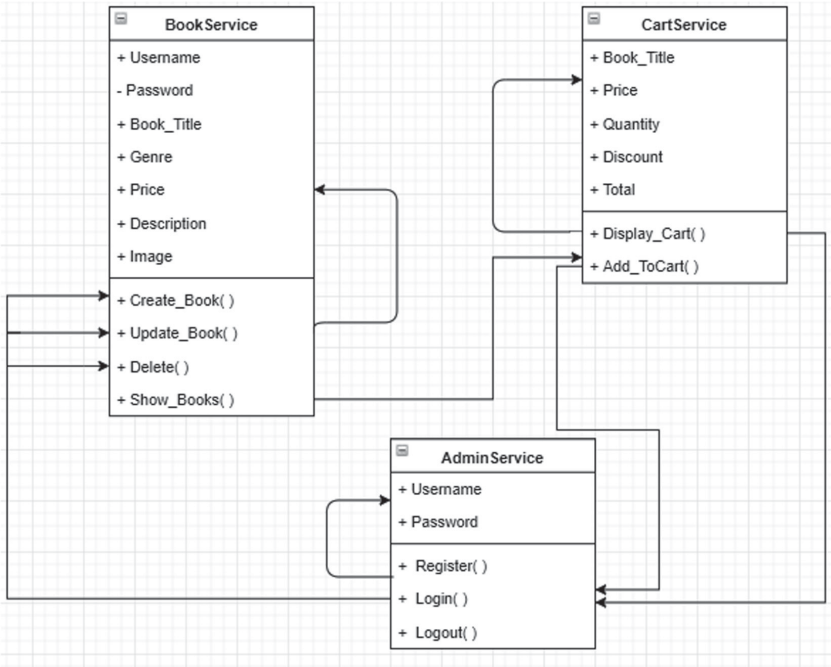 BookService
+ Username
- Password
+ Book_Title
+ Genre
+ Price
+ Description
+ Image
+ Create_Book( )
+ Update_Book( )
+ Delete( )
+ Show_Books( )
CartService
+ Book_Title
+ Price
+ Quantity
+ Discount
+ Total
+ Display_Cart( )
+ Add_ToCart( )
AdminService
+ Username
+ Password
+ Register( )
+ Login( )
+ Logout( )